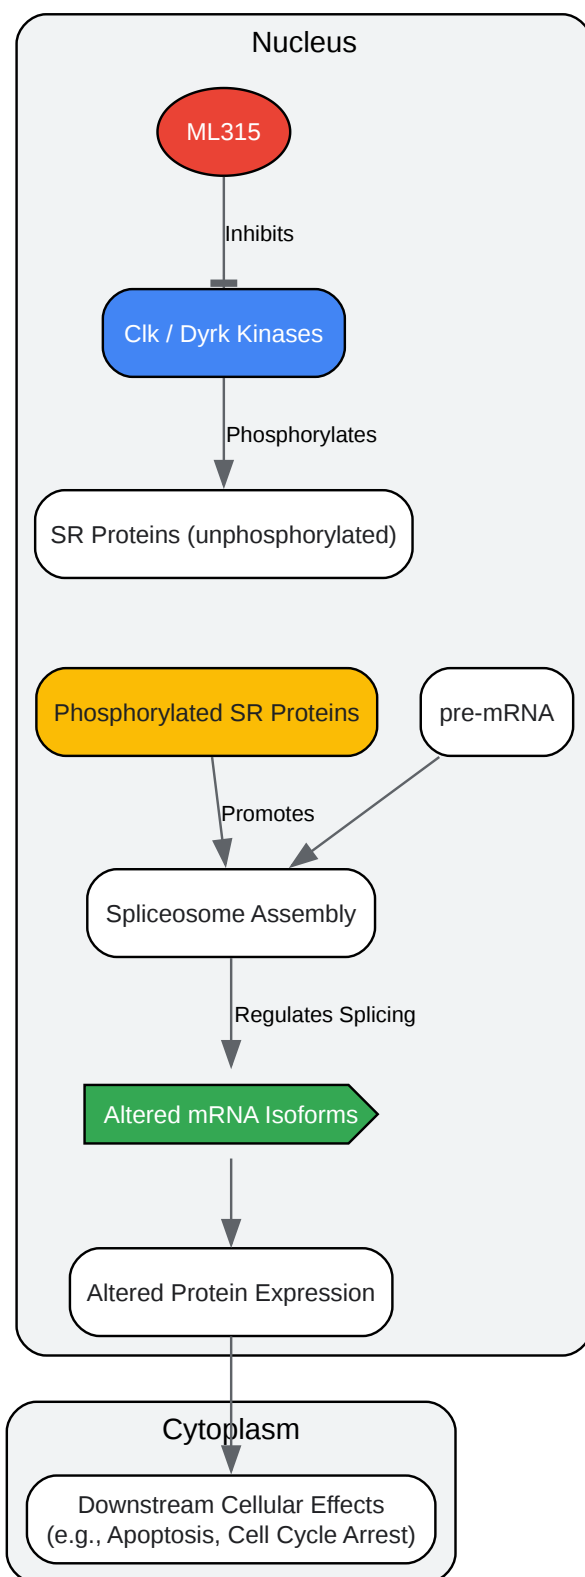 Nucleus
ML315
Inhibits
Clk / Dyrk Kinases
Phosphorylates
SR Proteins (unphosphorylated)
Phosphorylated SR Proteins
pre-mRNA
Promotes
Spliceosome Assembly
Regulates Splicing
Altered mRNA Isoforms
Altered Protein Expression
Cytoplasm
Downstream Cellular Effects
(e.g., Apoptosis, Cell Cycle Arrest)